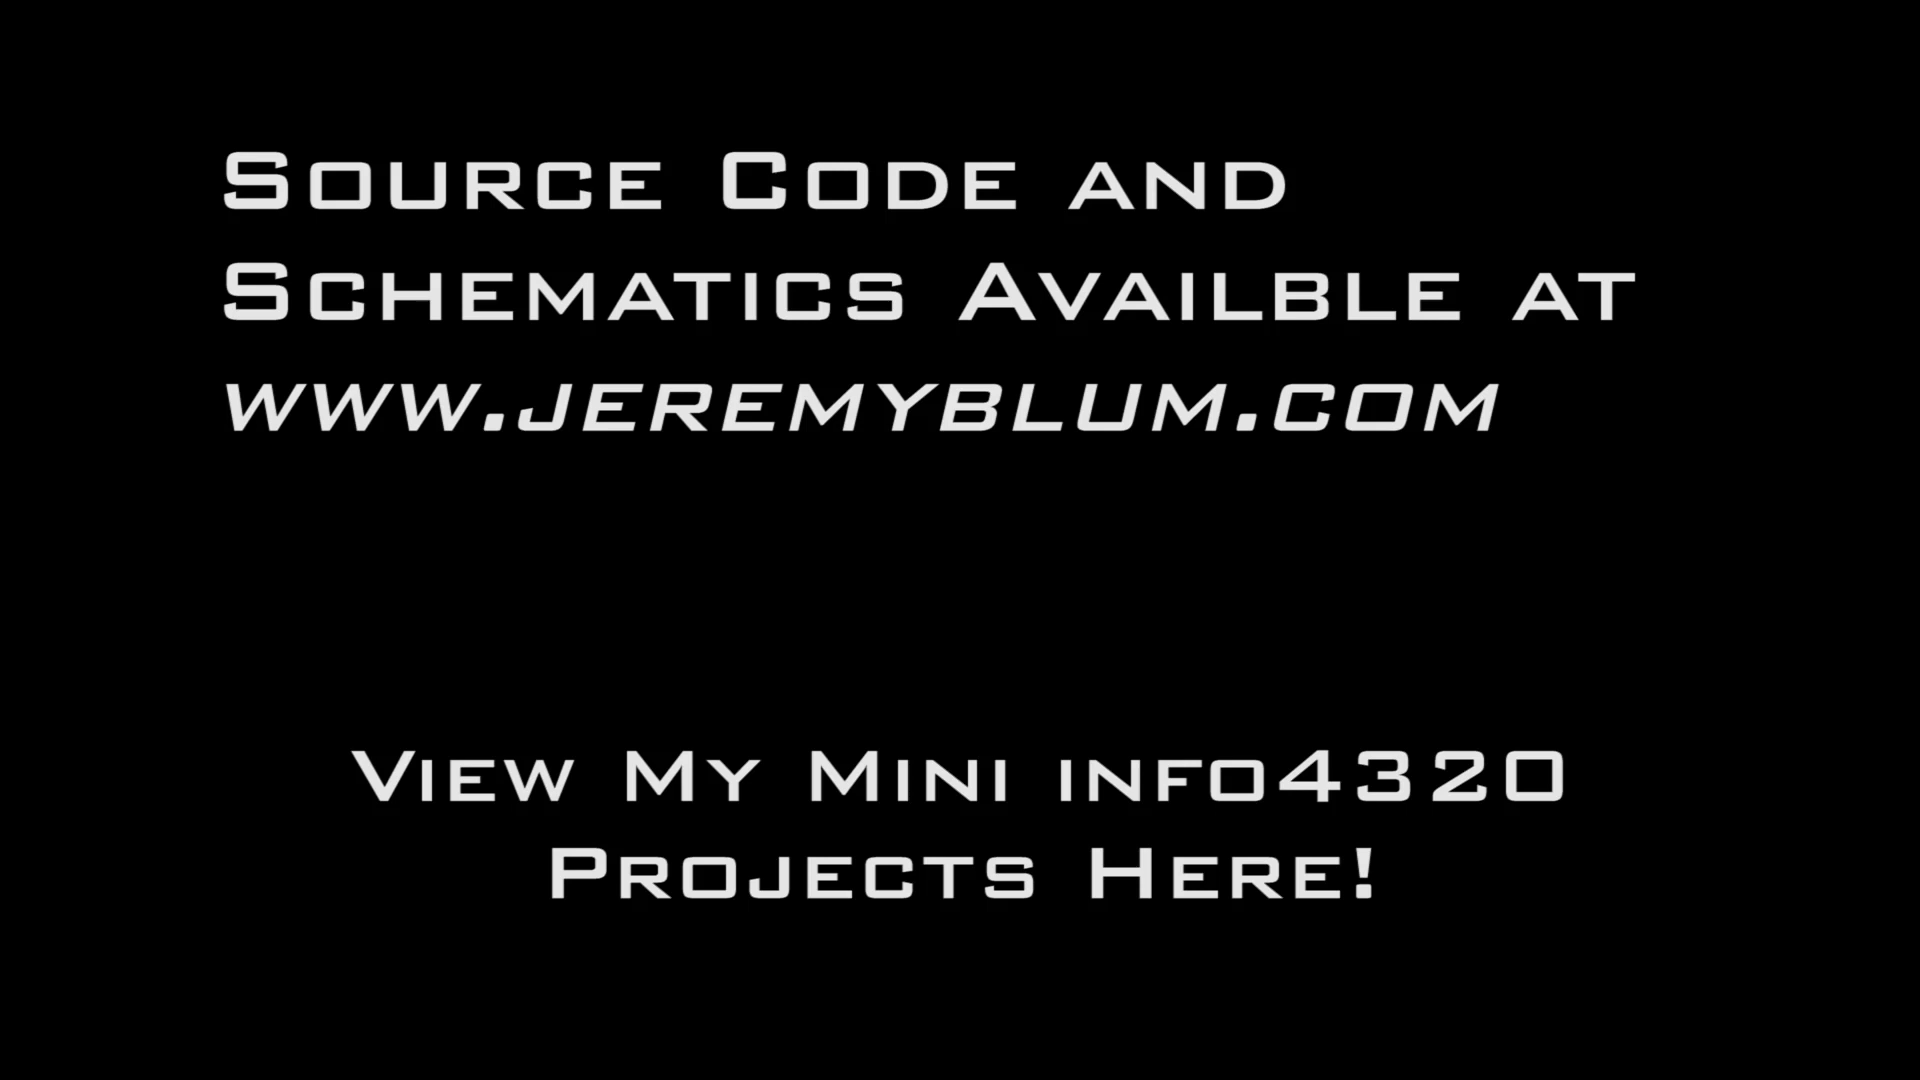 Source Code and
Schematics Availble at
www.jeremyblum.com
View My Mini info4320
Projects Here!